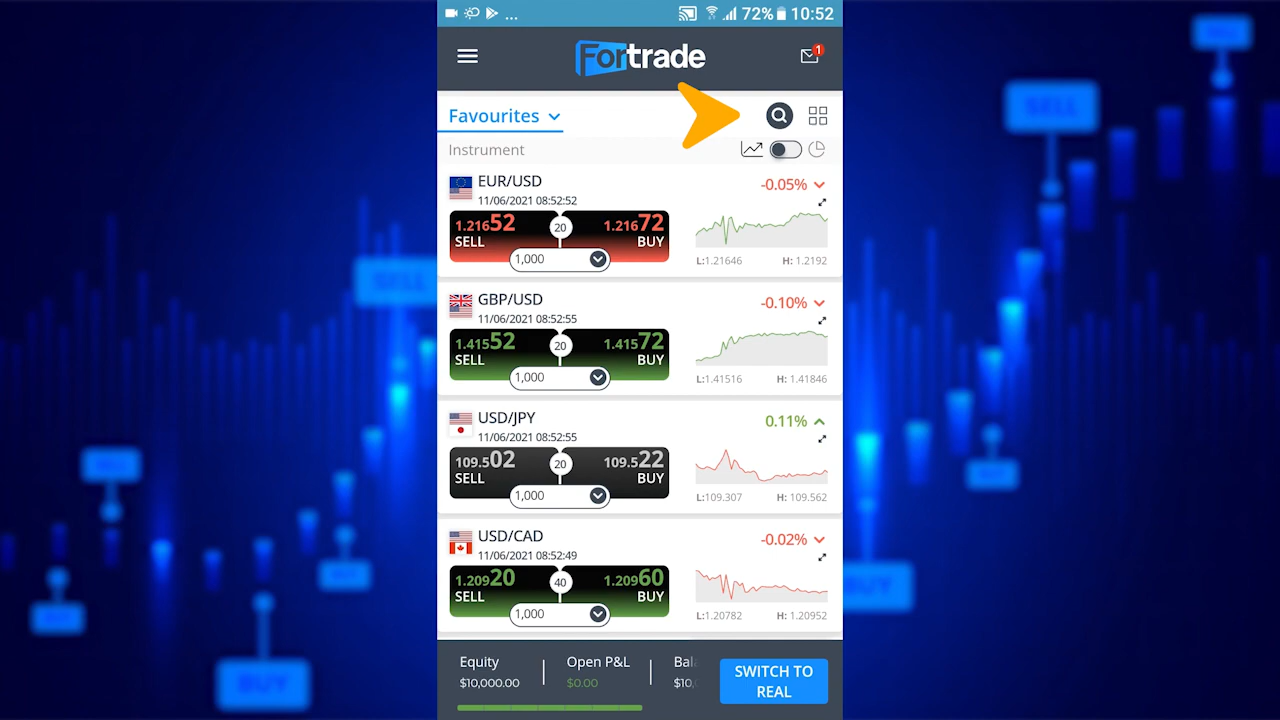 ... 72% 10:52
Fortrade 1
Favourites
Instrument
EUR/USD -0.05%
11/06/2021 08:52:52
1.21652 20 1.21672
SELL BUY
1,000 L:1.21646 H: 1.2192
GBP/USD -0.10%
11/06/2021 08:52:55
1.41552 20 1.41572
SELL BUY
1,000 L:1.41516 H: 1.41846
USD/JPY 0.11%
11/06/2021 08:52:55
109.502 20 109.522
SELL BUY
1,000 L:109.307 H: 109.562
USD/CAD -0.02%
11/06/2021 08:52:49
1.20920 40 1.20960
SELL BUY
1,000 L:1.20782 H: 1.20952
Equity Open P&L
$10,000.00 $0.00
SWITCH TO
REAL
SELL
SELL
BUY
BUY